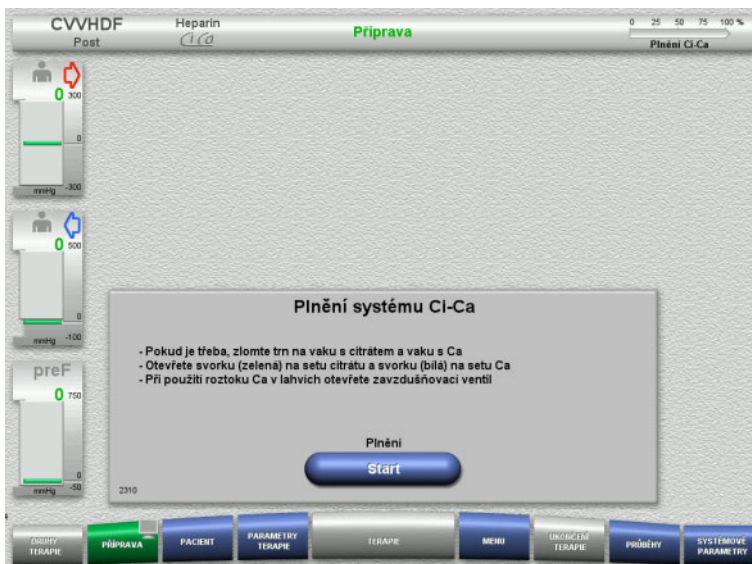 CVVHDF
Post
Heparin
Ci Ca
Příprava
0 25 50 75 100 %
Plnění Ci-Ca
0
300
0
mmHg
-300
0
500
0
mmHg
-100
preF
0
750
0
mmHg
-50
Plnění systému Ci-Ca
- Pokud je třeba, zlomte trn na vaku s citrátem a vaku s Ca
- Otevřete svorku (zelená) na setu citrátu a svorku (bílá) na setu Ca
- Při použití roztoku Ca v lahvích otevřete zavzdušňovací ventil
Plnění
Start
2310
DRUHY
TERAPIE
PŘÍPRAVA
PACIENT
PARAMETRY
TERAPIE
TERAPIE
MENU
UKONČENÍ
TERAPIE
PRŮBĚHY
SYSTÉMOVÉ
PARAMETRY